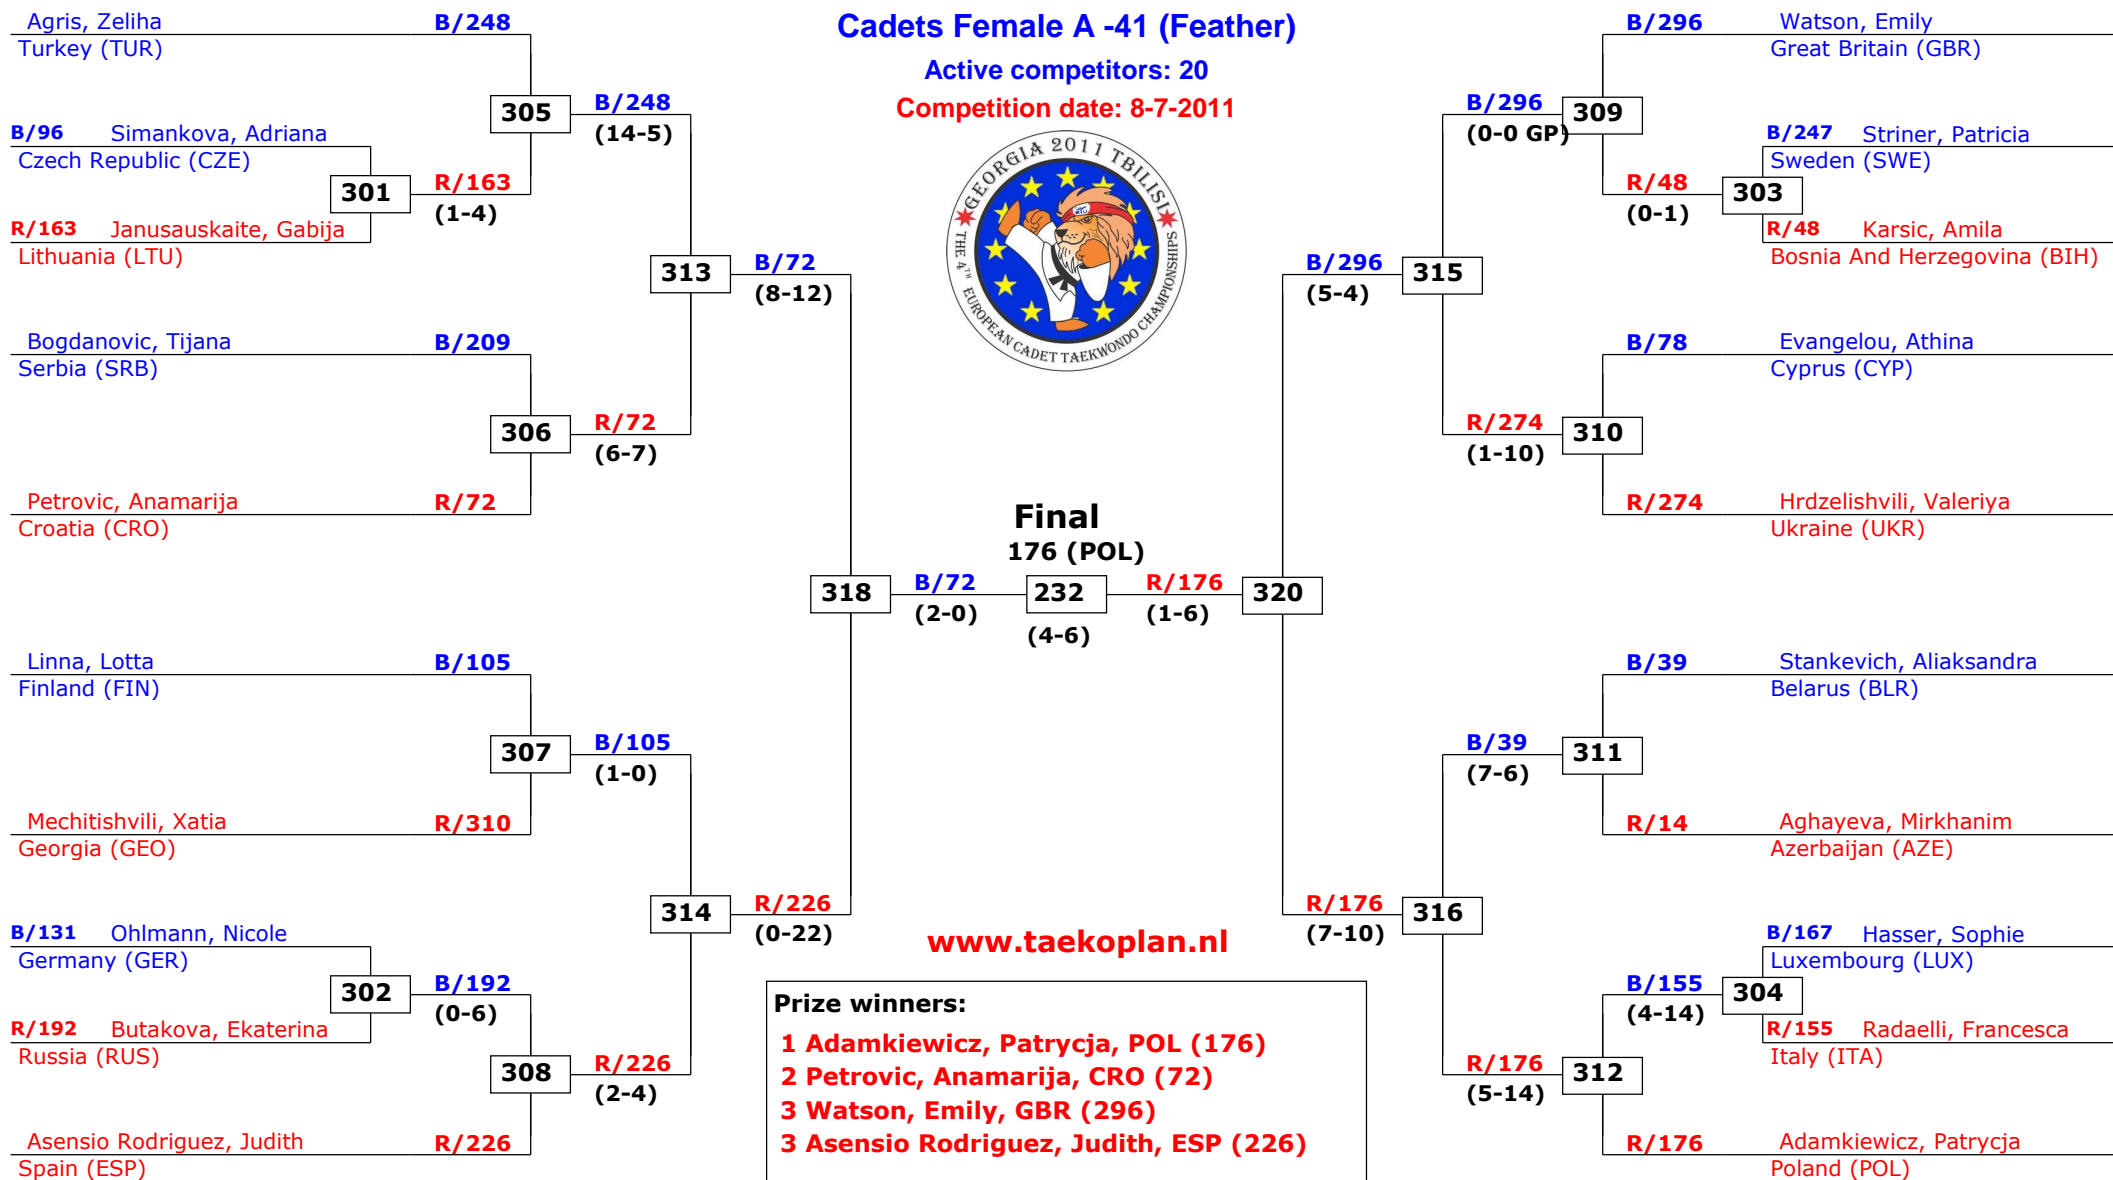 Cadets Female A -41 (Feather)
Active competitors: 20
Competition date: 8-7-2011
GEORGIA 2011 TBILISI
THE 4TH EUROPEAN CADET TAEKWONDO CHAMPIONSHIPS
Agris, Zeliha B/248
Turkey (TUR)
305
B/248
(14-5)
B/96 Simankova, Adriana
Czech Republic (CZE)
301
R/163
(1-4)
R/163 Janusauskaite, Gabija
Lithuania (LTU)
313
B/72
(8-12)
Bogdanovic, Tijana B/209
Serbia (SRB)
306
R/72
(6-7)
Petrovic, Anamarija R/72
Croatia (CRO)
318
B/72
(2-0)
Linna, Lotta B/105
Finland (FIN)
307
B/105
(1-0)
Mechitishvili, Xatia R/310
Georgia (GEO)
314
R/226
(0-22)
B/131 Ohlmann, Nicole
Germany (GER)
302
B/192
(0-6)
R/192 Butakova, Ekaterina
Russia (RUS)
308
R/226
(2-4)
Asensio Rodriguez, Judith R/226
Spain (ESP)
Final
176 (POL)
232
(4-6)
R/176
(1-6)
320
B/296 Watson, Emily
Great Britain (GBR)
B/296
(0-0 GP)
309
B/247 Striner, Patricia
Sweden (SWE)
R/48
(0-1)
303
R/48 Karsic, Amila
Bosnia And Herzegovina (BIH)
B/296
(5-4)
315
B/78 Evangelou, Athina
Cyprus (CYP)
R/274
(1-10)
310
R/274 Hrdzelishvili, Valeriya
Ukraine (UKR)
B/39 Stankevich, Aliaksandra
Belarus (BLR)
B/39
(7-6)
311
R/14 Aghayeva, Mirkhanim
Azerbaijan (AZE)
R/176
(7-10)
316
B/167 Hasser, Sophie
Luxembourg (LUX)
B/155
(4-14)
304
R/155 Radaelli, Francesca
Italy (ITA)
R/176
(5-14)
312
R/176 Adamkiewicz, Patrycja
Poland (POL)
www.taekoplan.nl
Prize winners:
1 Adamkiewicz, Patrycja, POL (176)
2 Petrovic, Anamarija, CRO (72)
3 Watson, Emily, GBR (296)
3 Asensio Rodriguez, Judith, ESP (226)